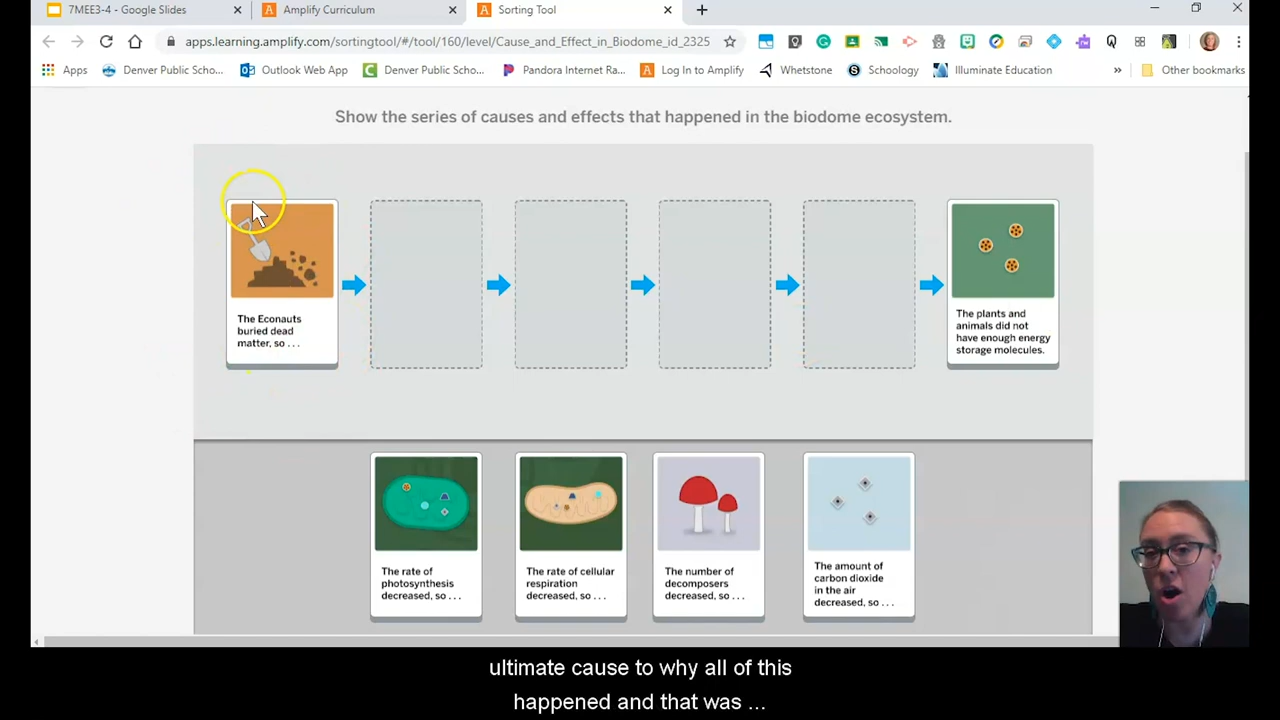 7MEE3-4 - Google Slides
Amplify Curriculum
Sorting Tool
apps.learning.amplify.com/sortingtool/#/tool/160/level/Cause_and_Effect_in_Biodome_id_2325
Apps
Denver Public Scho...
Outlook Web App
Denver Public Scho...
Pandora Internet Ra...
Log In to Amplify
Whetstone
Schoology
Illuminate Education
»
Other bookmarks
Show the series of causes and effects that happened in the biodome ecosystem.
The Econauts
buried dead
matter, so . . .
The plants and
animals did not
have enough energy
storage molecules.
The rate of
photosynthesis
decreased, so . . .
The rate of cellular
respiration
decreased, so . . .
The number of
decomposers
decreased, so . . .
The amount of
carbon dioxide
in the air
decreased, so . . .
ultimate cause to why all of this
happened and that was ...